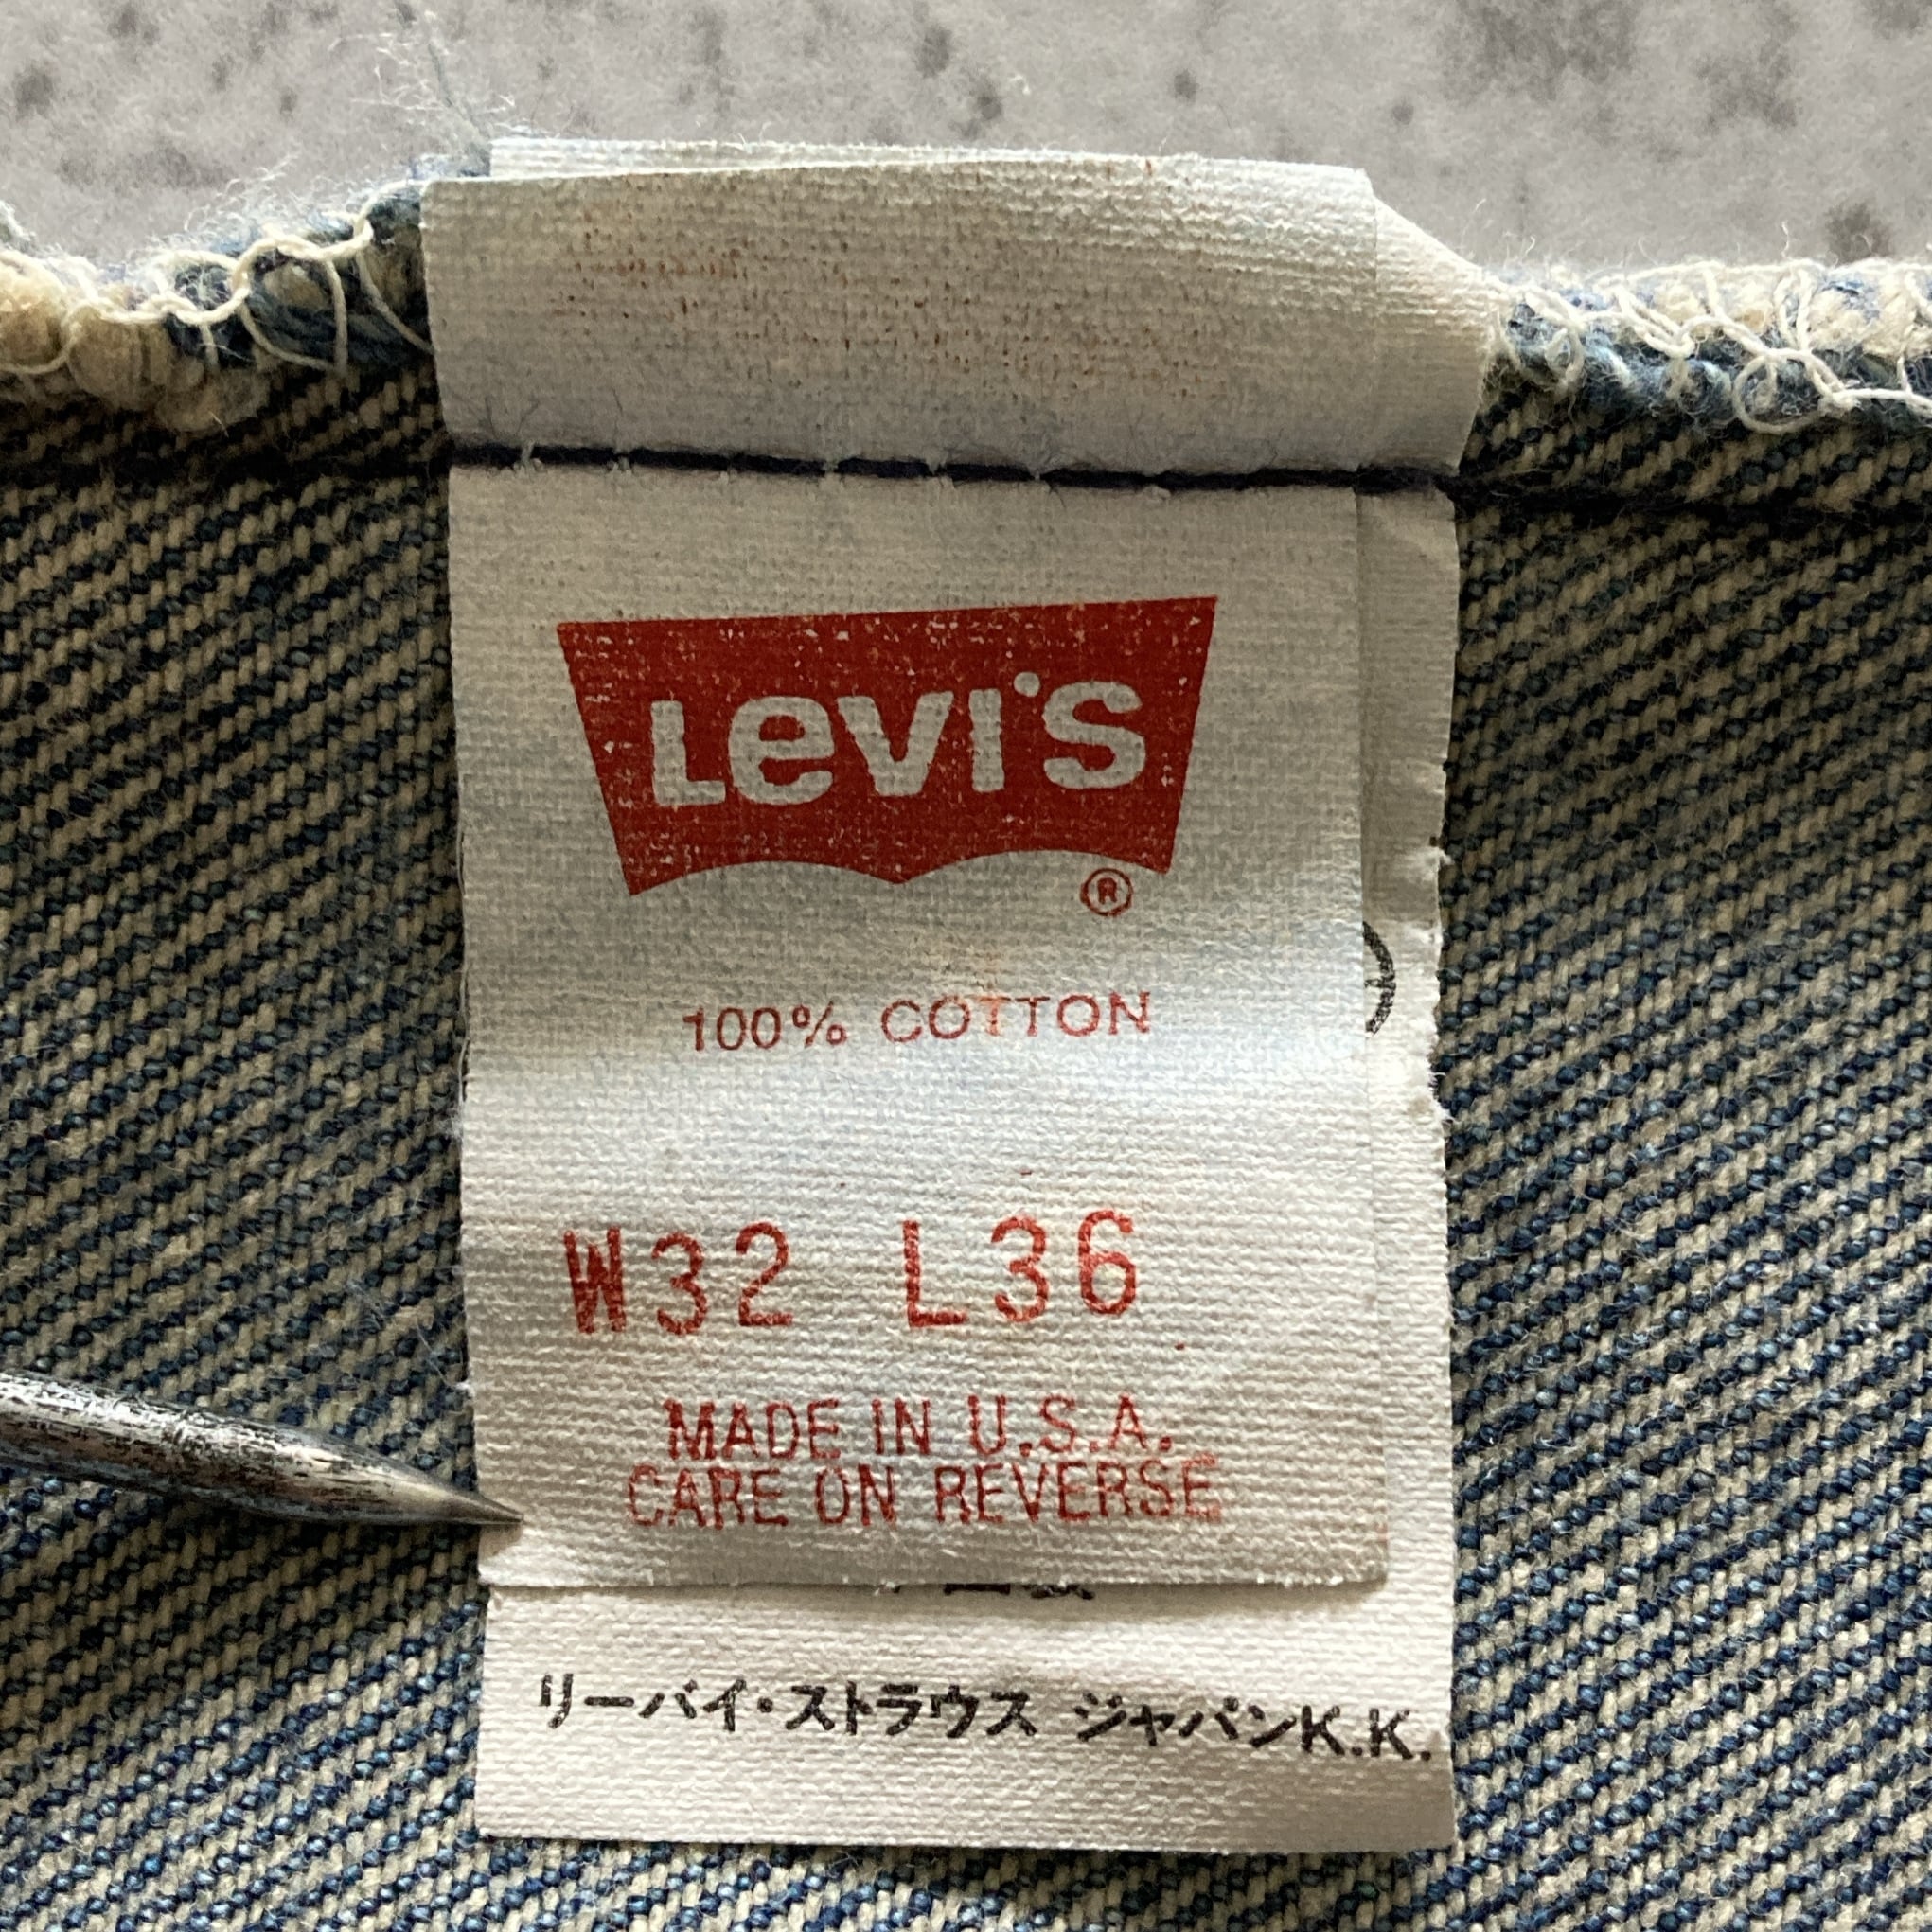 Levi's
®
100% COTTON
W32 L36
MADE IN U.S.A.
CARE ON REVERSE
リーバイ・ストラウス ジャパンK.K.